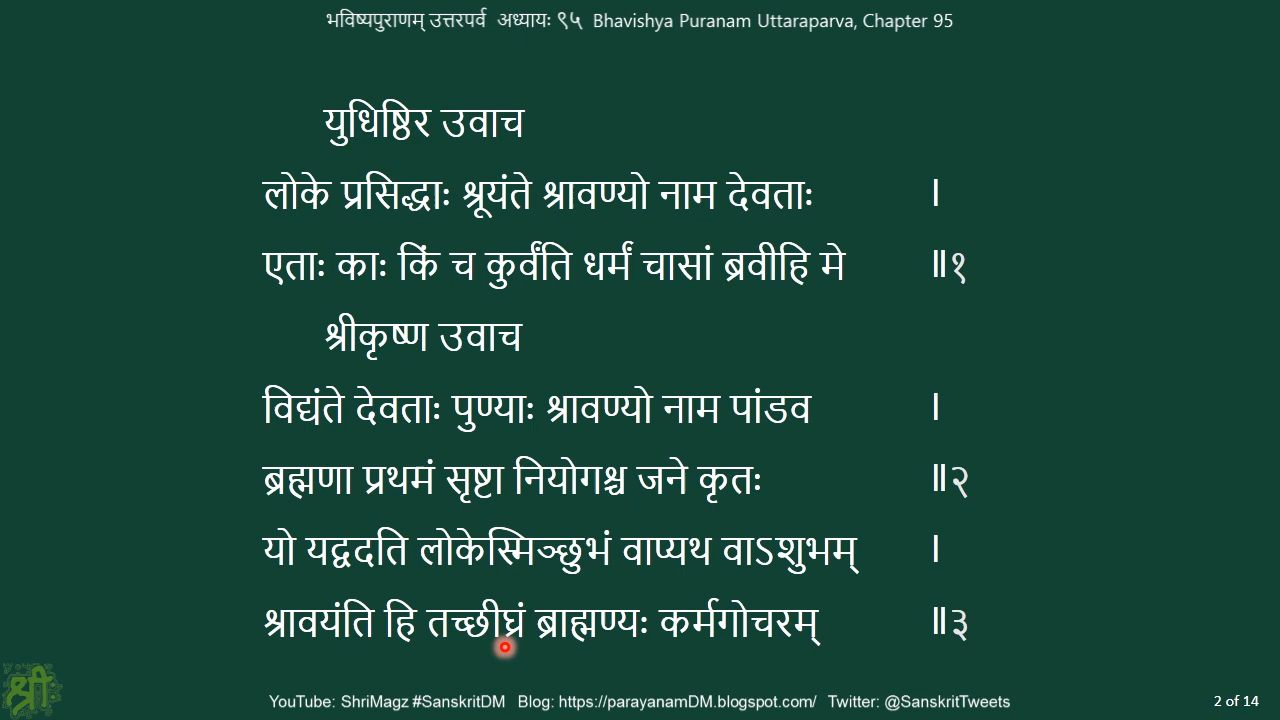 भविष्यपुराणम् उत्तरपर्व अध्यायः ९५ Bhavishya Puranam Uttaraparva, Chapter 95
युधिष्ठिर उवाच
लोके प्रसिद्धाः श्रूयंते श्रावण्यो नाम देवताः ।
एताः काः किं च कुर्वंति धर्मं चासां ब्रवीहि मे ॥१
श्रीकृष्ण उवाच
विद्यंते देवताः पुण्याः श्रावण्यो नाम पांडव ।
ब्रह्मणा प्रथमं सृष्टा नियोगश्च जने कृतः ॥२
यो यद्वदति लोकेस्मिञ्छुभं वाप्यथ वाऽशुभम् ।
श्रावयंति हि तच्छीघ्रं ब्राह्मण्यः कर्मगोचरम् ॥३
श्रीः
YouTube: ShriMagz #SanskritDM Blog: https://parayanamDM.blogspot.com/ Twitter: @SanskritTweets
2 of 14